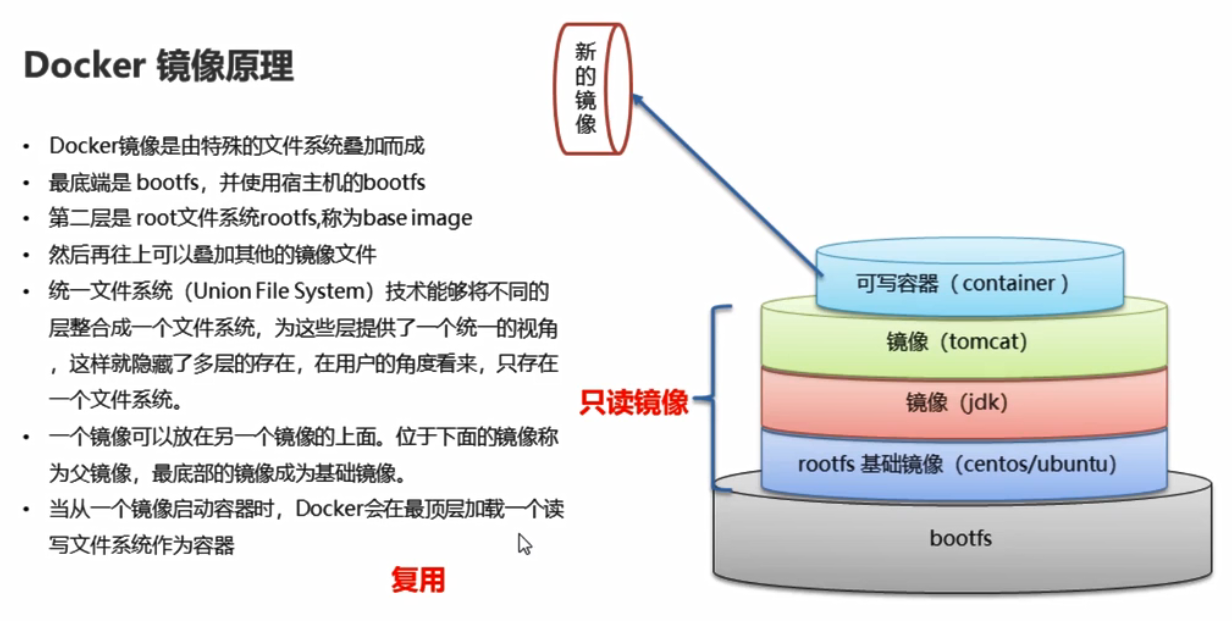 Docker 镜像原理
• Docker镜像是由特殊的文件系统叠加而成
• 最底端是 bootfs，并使用宿主机的bootfs
• 第二层是 root文件系统rootfs,称为base image
• 然后再往上可以叠加其他的镜像文件
• 统一文件系统（Union File System）技术能够将不同的
层整合成一个文件系统，为这些层提供了一个统一的视角
，这样就隐藏了多层的存在，在用户的角度看来，只存在
一个文件系统。
• 一个镜像可以放在另一个镜像的上面。位于下面的镜像称
为父镜像，最底部的镜像成为基础镜像。
• 当从一个镜像启动容器时，Docker会在最顶层加载一个读
写文件系统作为容器
复用
新的镜像
可写容器（container）
镜像（tomcat）
只读镜像
镜像（jdk）
rootfs 基础镜像（centos/ubuntu）
bootfs